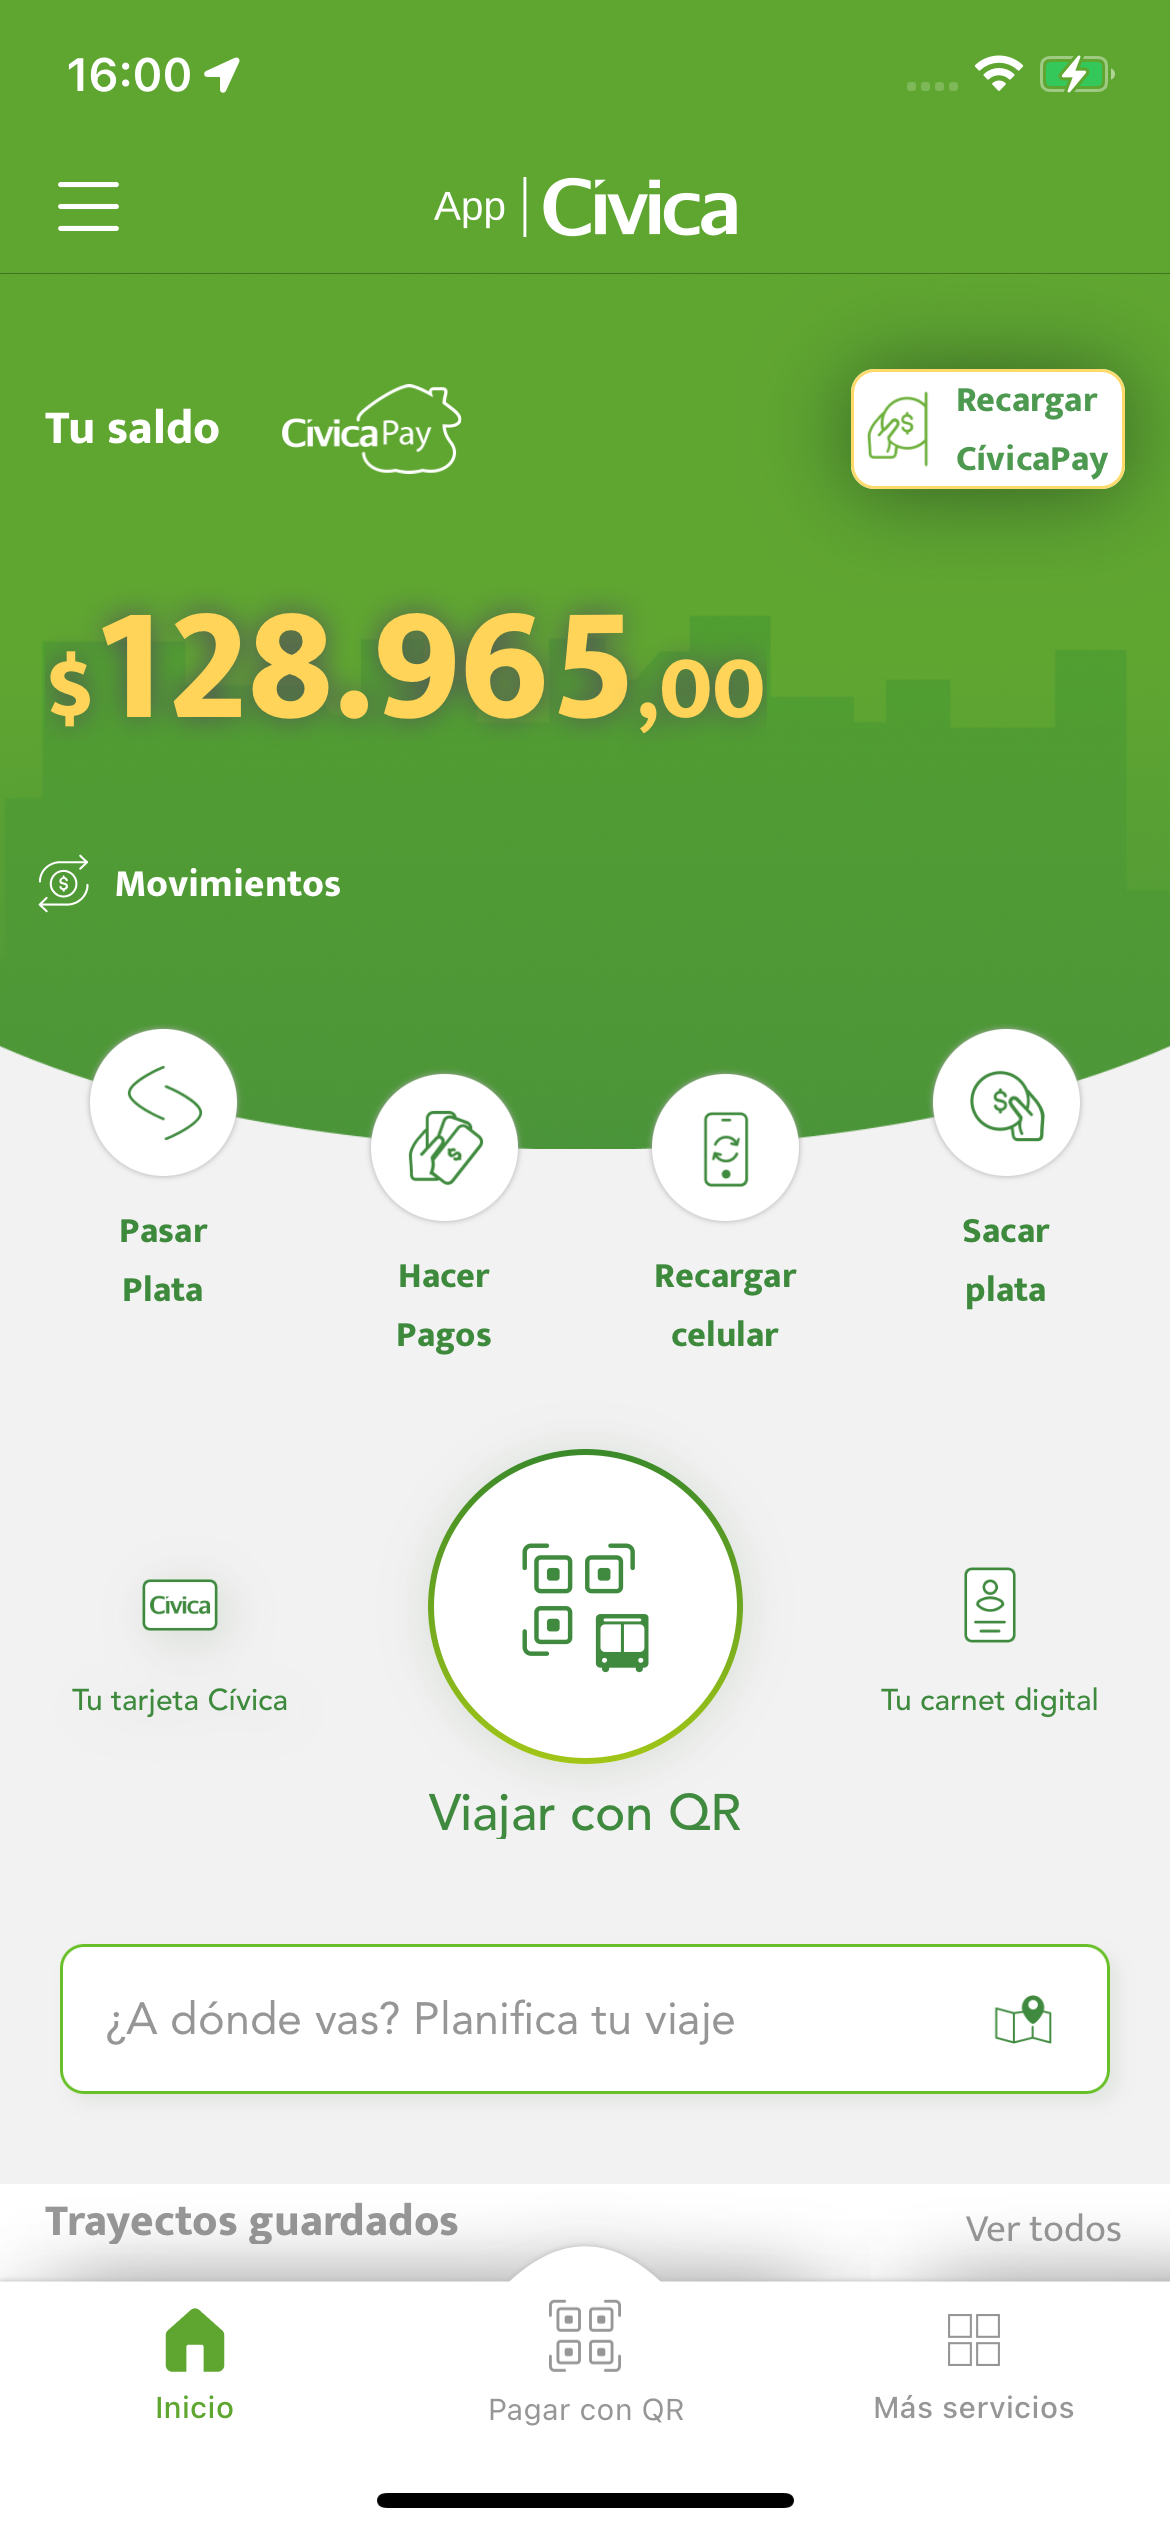 16:00
App | Cívica
Tu saldo
CívicaPay
Recargar
CívicaPay
$128.965,00
Movimientos
Pasar
Plata
Hacer
Pagos
Recargar
celular
Sacar
plata
Cívica
Tu tarjeta Cívica
Tu carnet digital
Viajar con QR
¿A dónde vas? Planifica tu viaje
Trayectos guardados
Ver todos
Inicio
Pagar con QR
Más servicios